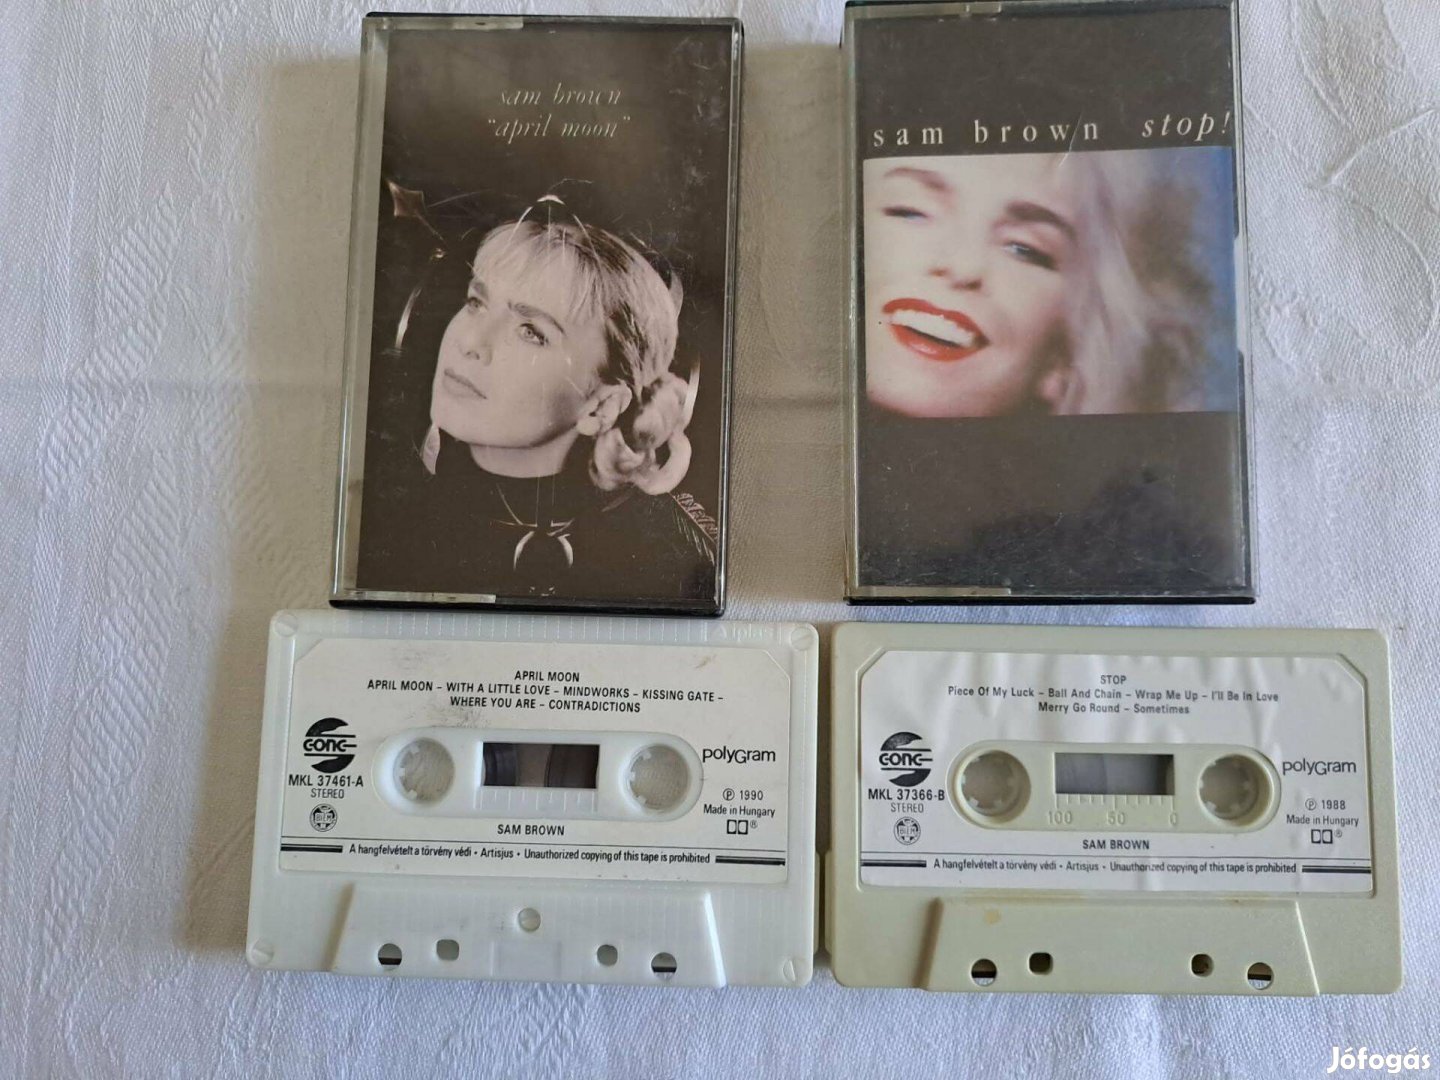 sam brown
"april moon"
sam brown stop!
APRIL MOON
APRIL MOON – WITH A LITTLE LOVE – MINDWORKS – KISSING GATE –
WHERE YOU ARE – CONTRADICTIONS
GONG
MKL 37461-A
STEREO
BIEM
polyGram
℗ 1990
Made in Hungary
SAM BROWN
A hangfelvételt a törvény védi • Artisjus • Unauthorized copying of this tape is prohibited
STOP
Piece Of My Luck – Ball And Chain – Wrap Me Up – I'll Be In Love
Merry Go Round – Sometimes
GONG
MKL 37366-B
STEREO
BIEM
polyGram
℗ 1988
Made in Hungary
100 50 0
SAM BROWN
A hangfelvételt a törvény védi • Artisjus • Unauthorized copying of this tape is prohibited
Jófogás